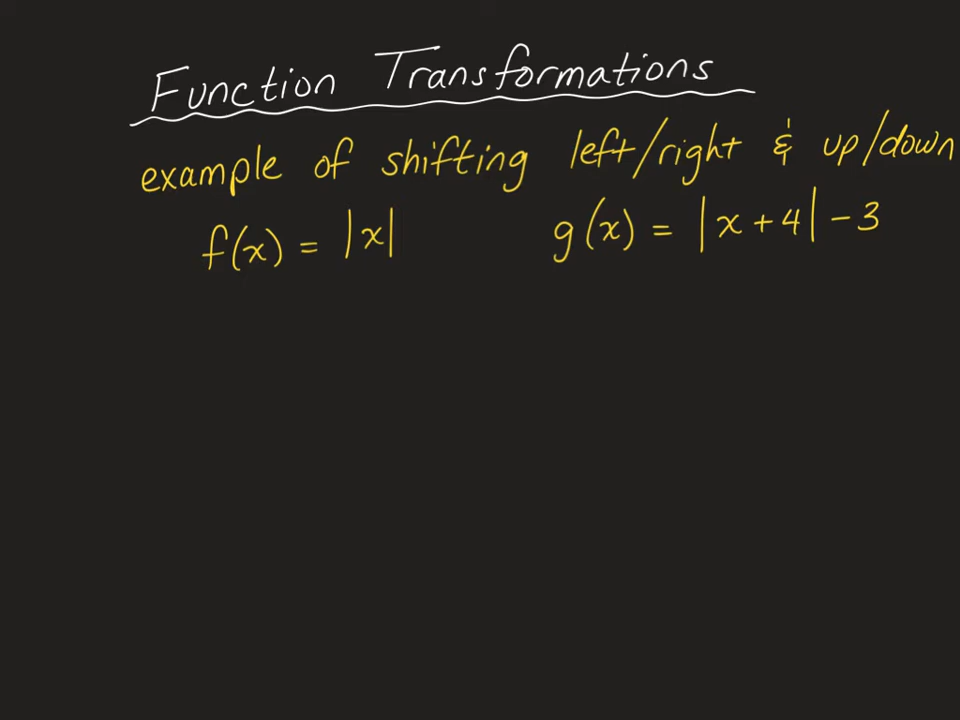 Function Transformations
example of shifting left/right & up/down
f(x) = |x| g(x) = |x+4| -3